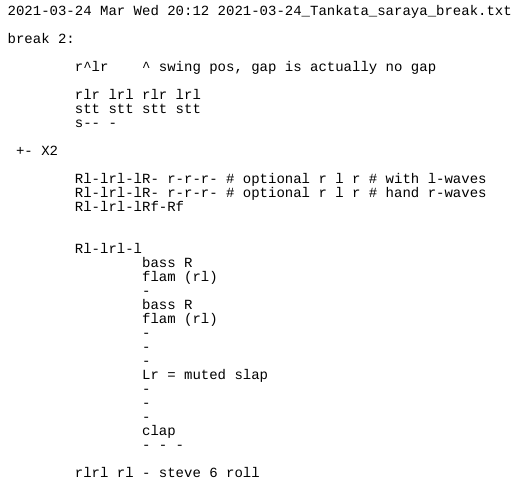 2021-03-24 Mar Wed 20:12 2021-03-24_Tankata_saraya_break.txt
break 2:
r^lr    ^ swing pos, gap is actually no gap
rlr lrl rlr lrl
stt stt stt stt
s-- -
+- X2
Rl-lrl-lR- r-r-r- # optional r l r # with l-waves
Rl-lrl-lR- r-r-r- # optional r l r # hand r-waves
Rl-lrl-lRf-Rf
Rl-lrl-l
bass R
flam (rl)
-
bass R
flam (rl)
-
-
-
Lr = muted slap
-
-
-
clap
- - -
rlrl rl - steve 6 roll